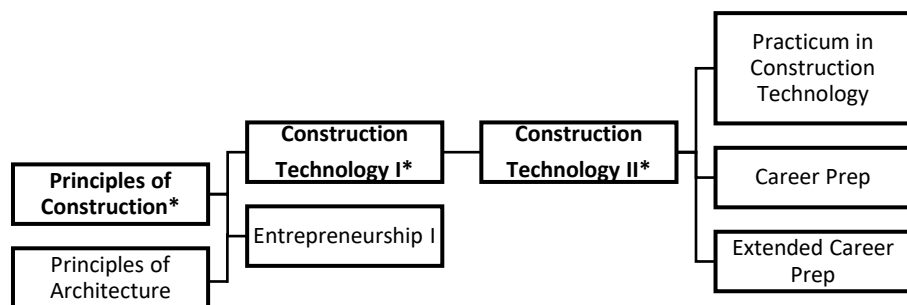 Principles of
Construction*
Principles of
Architecture
Construction
Technology I*
Entrepreneurship I
Construction
Technology II*
Practicum in
Construction
Technology
Career Prep
Extended Career
Prep